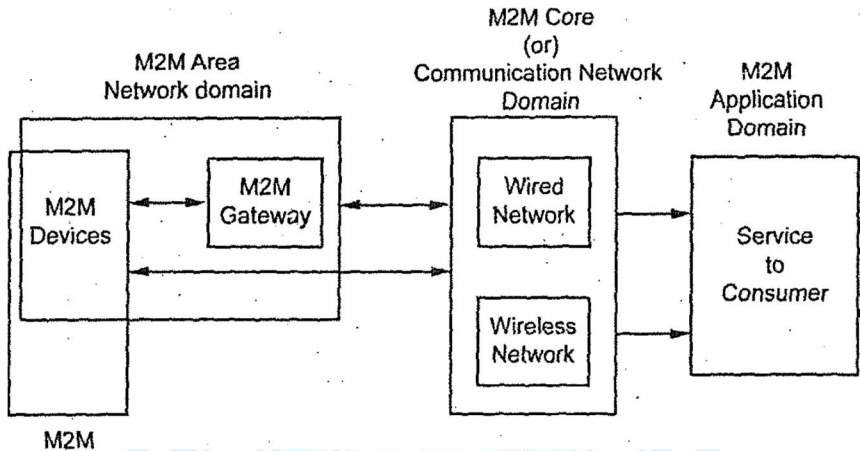 M2M Area
Network domain
M2M Core
(or)
Communication Network
Domain
M2M
Application
Domain
M2M
Devices
M2M
Gateway
Wired
Network
Wireless
Network
Service
to
Consumer
M2M